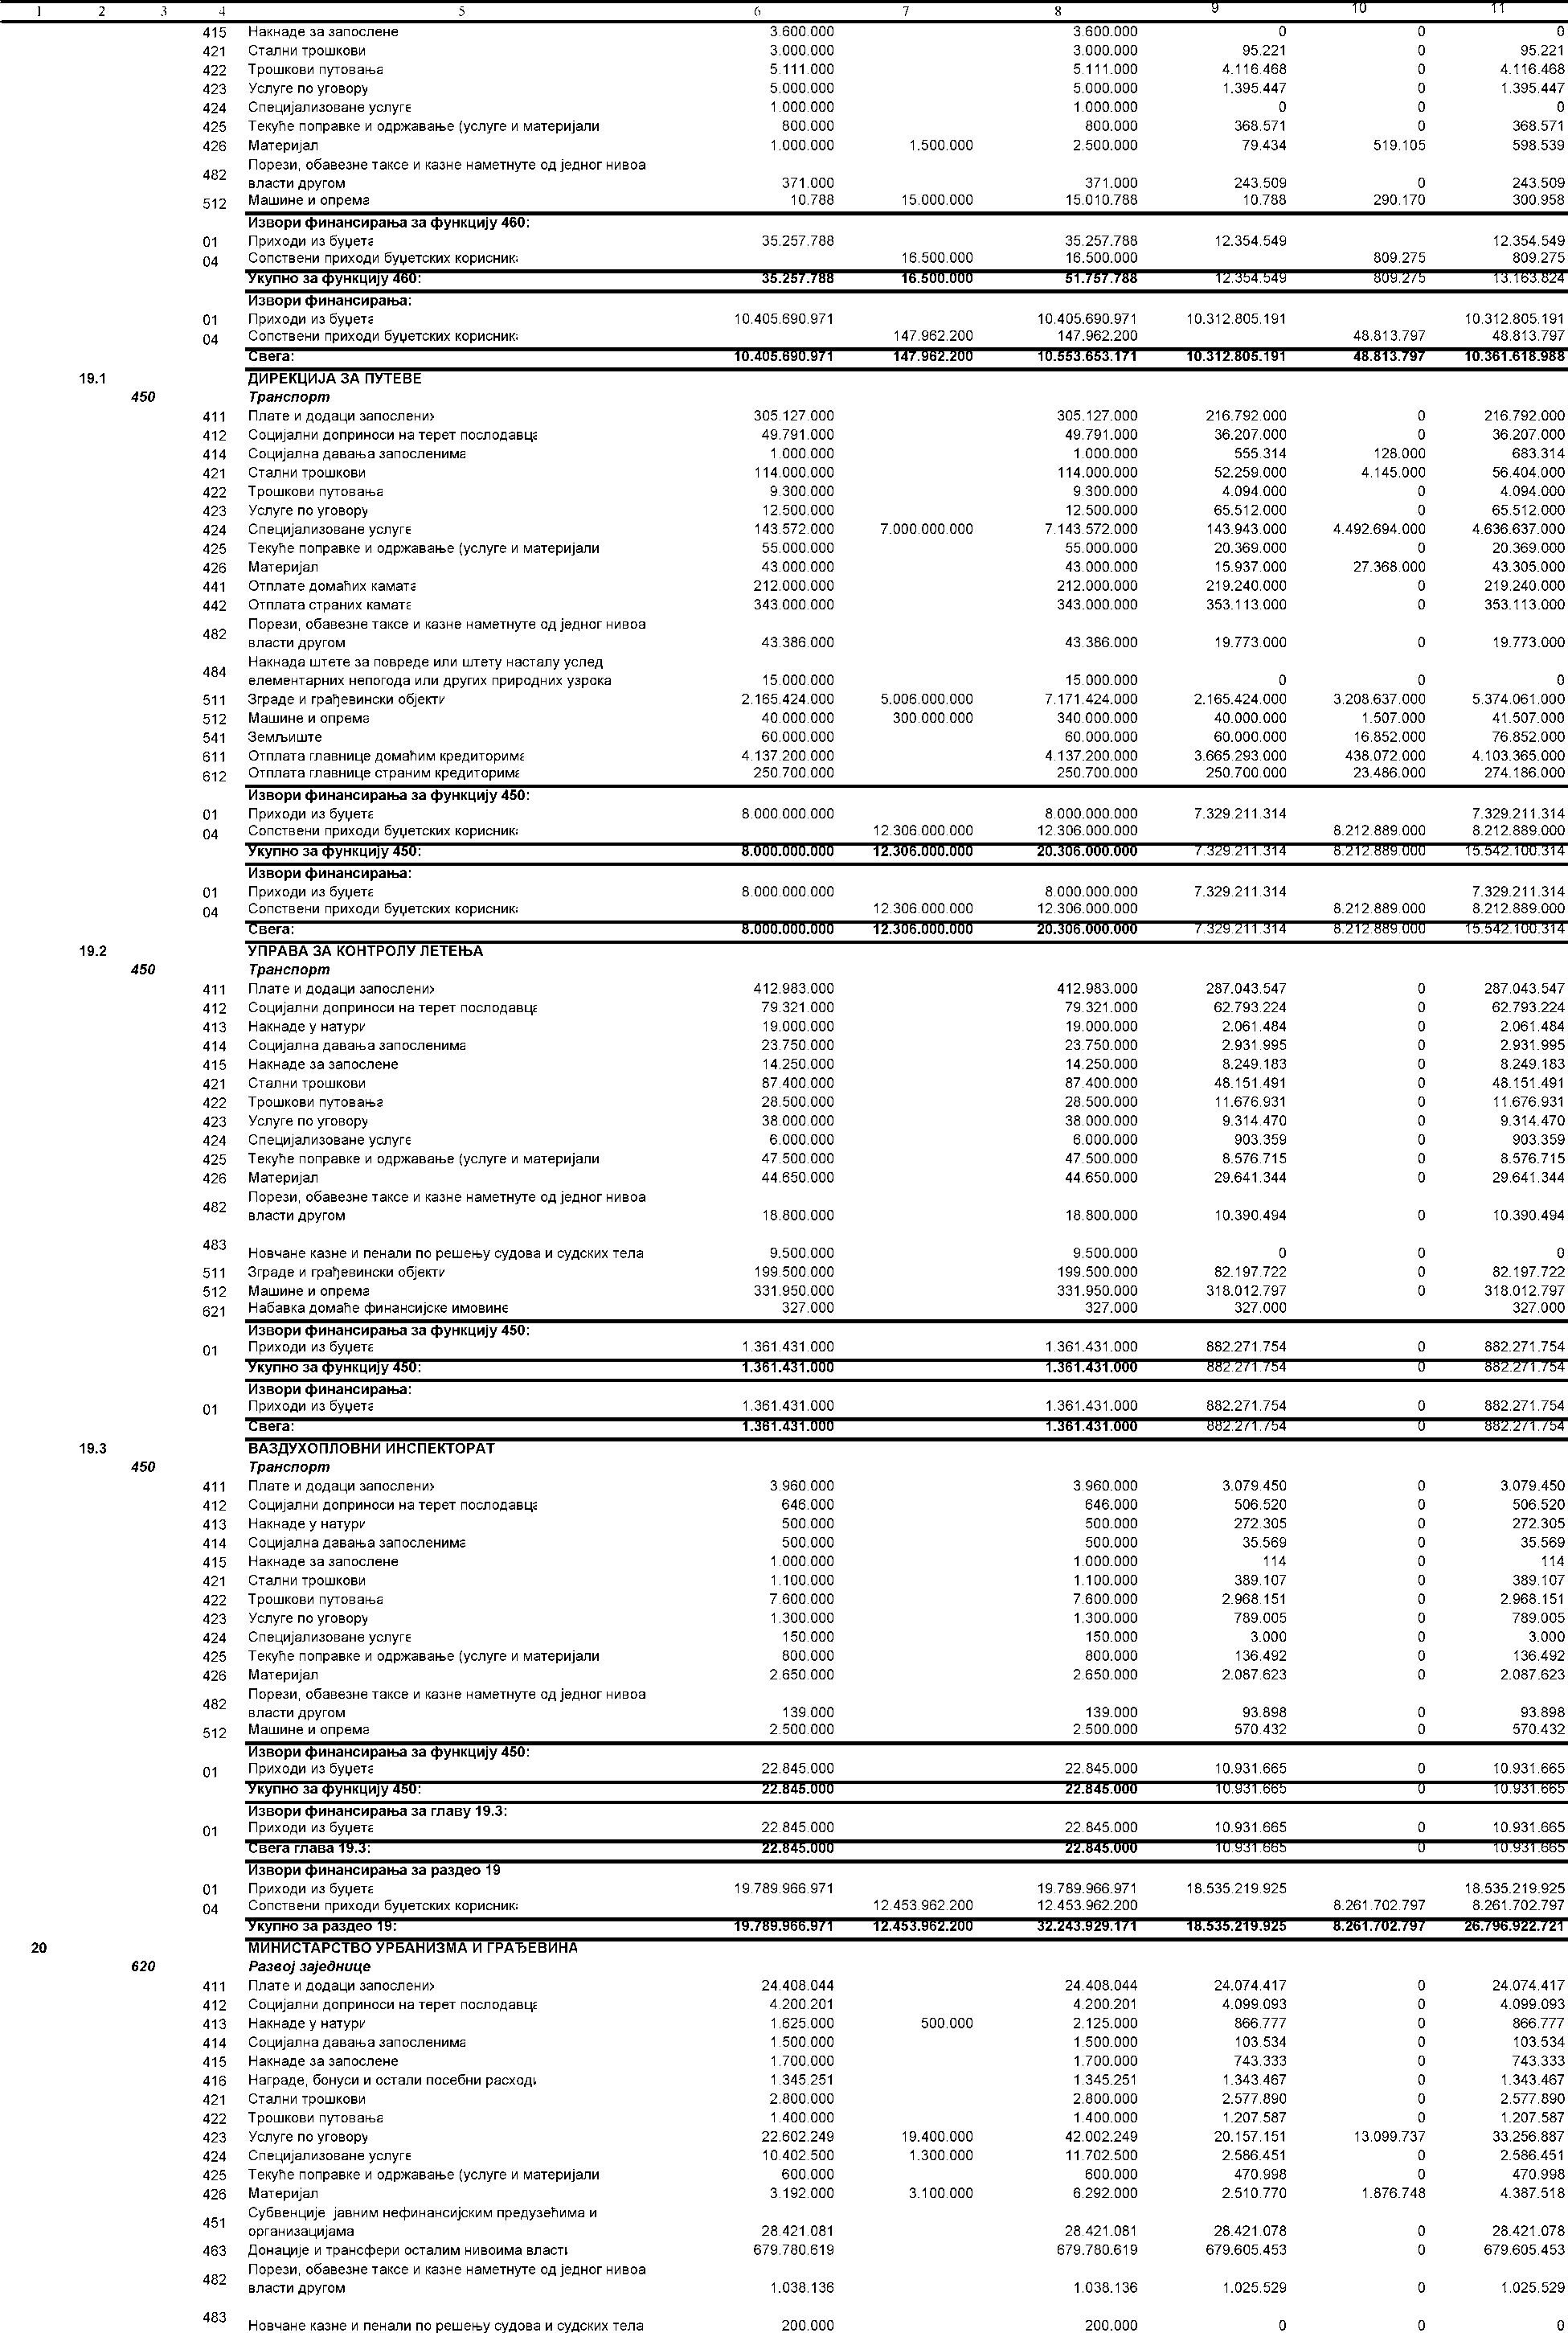 1 2 3 4 5 6 7 8 9 10 11
415 Накнаде за запослене 3.600.000 3.600.000 0 0 0
421 Стални трошкови 3.000.000 3.000.000 95.221 0 95.221
422 Трошкови путовања 5.111.000 5.111.000 4.116.468 0 4.116.468
423 Услуге по уговору 5.000.000 5.000.000 1.395.447 0 1.395.447
424 Специјализоване услуге 1.000.000 1.000.000 0 0 0
425 Текуће поправке и одржавање (услуге и материјали 800.000 800.000 368.571 0 368.571
426 Материјал 1.000.000 1.500.000 2.500.000 79.434 519.105 598.539
Порези, обавезне таксе и казне наметнуте од једног нивоа
482 власти другом 371.000 371.000 243.509 0 243.509
512 Машине и опрема 10.788 15.000.000 15.010.788 10.788 290.170 300.958
Извори финансирања за функцију 460:
01 Приходи из буџета 35.257.788 35.257.788 12.354.549 12.354.549
04 Сопствени приходи буџетских корисника 16.500.000 16.500.000 809.275 809.275
Укупно за функцију 460: 35.257.788 16.500.000 51.757.788 12.354.549 809.275 13.163.824
Извори финансирања:
01 Приходи из буџета 10.405.690.971 10.405.690.971 10.312.805.191 10.312.805.191
04 Сопствени приходи буџетских корисника 147.962.200 147.962.200 48.813.797 48.813.797
Свега: 10.405.690.971 147.962.200 10.553.653.171 10.312.805.191 48.813.797 10.361.618.988
19.1 ДИРЕКЦИЈА ЗА ПУТЕВЕ
450 Транспорт
411 Плате и додаци запослених 305.127.000 305.127.000 216.792.000 0 216.792.000
412 Социјални доприноси на терет послодавца 49.791.000 49.791.000 36.207.000 0 36.207.000
414 Социјална давања запосленима 1.000.000 1.000.000 555.314 128.000 683.314
421 Стални трошкови 114.000.000 114.000.000 52.259.000 4.145.000 56.404.000
422 Трошкови путовања 9.300.000 9.300.000 4.094.000 0 4.094.000
423 Услуге по уговору 12.500.000 12.500.000 65.512.000 0 65.512.000
424 Специјализоване услуге 143.572.000 7.000.000.000 7.143.572.000 143.943.000 4.492.694.000 4.636.637.000
425 Текуће поправке и одржавање (услуге и материјали 55.000.000 55.000.000 20.369.000 0 20.369.000
426 Материјал 43.000.000 43.000.000 15.937.000 27.368.000 43.305.000
441 Отплате домаћих камата 212.000.000 212.000.000 219.240.000 0 219.240.000
442 Отплата страних камата 343.000.000 343.000.000 353.113.000 0 353.113.000
Порези, обавезне таксе и казне наметнуте од једног нивоа
482 власти другом 43.386.000 43.386.000 19.773.000 0 19.773.000
Накнада штете за повреде или штету насталу услед
484 елементарних непогода или других природних узрока 15.000.000 15.000.000 0 0 0
511 Зграде и грађевински објекти 2.165.424.000 5.006.000.000 7.171.424.000 2.165.424.000 3.208.637.000 5.374.061.000
512 Машине и опрема 40.000.000 300.000.000 340.000.000 40.000.000 1.507.000 41.507.000
541 Земљиште 60.000.000 60.000.000 60.000.000 16.852.000 76.852.000
611 Отплата главнице домаћим кредиторима 4.137.200.000 4.137.200.000 3.665.293.000 438.072.000 4.103.365.000
612 Отплата главнице страним кредиторима 250.700.000 250.700.000 250.700.000 23.486.000 274.186.000
Извори финансирања за функцију 450:
01 Приходи из буџета 8.000.000.000 8.000.000.000 7.329.211.314 7.329.211.314
04 Сопствени приходи буџетских корисника 12.306.000.000 12.306.000.000 8.212.889.000 8.212.889.000
Укупно за функцију 450: 8.000.000.000 12.306.000.000 20.306.000.000 7.329.211.314 8.212.889.000 15.542.100.314
Извори финансирања:
01 Приходи из буџета 8.000.000.000 8.000.000.000 7.329.211.314 7.329.211.314
04 Сопствени приходи буџетских корисника 12.306.000.000 12.306.000.000 8.212.889.000 8.212.889.000
Свега: 8.000.000.000 12.306.000.000 20.306.000.000 7.329.211.314 8.212.889.000 15.542.100.314
19.2 УПРАВА ЗА КОНТРОЛУ ЛЕТЕЊА
450 Транспорт
411 Плате и додаци запослених 412.983.000 412.983.000 287.043.547 0 287.043.547
412 Социјални доприноси на терет послодавца 79.321.000 79.321.000 62.793.224 0 62.793.224
413 Накнаде у натури 19.000.000 19.000.000 2.061.484 0 2.061.484
414 Социјална давања запосленима 23.750.000 23.750.000 2.931.995 0 2.931.995
415 Накнаде за запослене 14.250.000 14.250.000 8.249.183 0 8.249.183
421 Стални трошкови 87.400.000 87.400.000 48.151.491 0 48.151.491
422 Трошкови путовања 28.500.000 28.500.000 11.676.931 0 11.676.931
423 Услуге по уговору 38.000.000 38.000.000 9.314.470 0 9.314.470
424 Специјализоване услуге 6.000.000 6.000.000 903.359 0 903.359
425 Текуће поправке и одржавање (услуге и материјали 47.500.000 47.500.000 8.576.715 0 8.576.715
426 Материјал 44.650.000 44.650.000 29.641.344 0 29.641.344
Порези, обавезне таксе и казне наметнуте од једног нивоа
482 власти другом 18.800.000 18.800.000 10.390.494 0 10.390.494
483 Новчане казне и пенали по решењу судова и судских тела 9.500.000 9.500.000 0 0 0
511 Зграде и грађевински објекти 199.500.000 199.500.000 82.197.722 0 82.197.722
512 Машине и опрема 331.950.000 331.950.000 318.012.797 0 318.012.797
621 Набавка домаће финансијске имовине 327.000 327.000 327.000 327.000
Извори финансирања за функцију 450:
01 Приходи из буџета 1.361.431.000 1.361.431.000 882.271.754 0 882.271.754
Укупно за функцију 450: 1.361.431.000 1.361.431.000 882.271.754 0 882.271.754
Извори финансирања:
01 Приходи из буџета 1.361.431.000 1.361.431.000 882.271.754 0 882.271.754
Свега: 1.361.431.000 1.361.431.000 882.271.754 0 882.271.754
19.3 ВАЗДУХОПЛОВНИ ИНСПЕКТОРАТ
450 Транспорт
411 Плате и додаци запослених 3.960.000 3.960.000 3.079.450 0 3.079.450
412 Социјални доприноси на терет послодавца 646.000 646.000 506.520 0 506.520
413 Накнаде у натури 500.000 500.000 272.305 0 272.305
414 Социјална давања запосленима 500.000 500.000 35.569 0 35.569
415 Накнаде за запослене 1.000.000 1.000.000 114 0 114
421 Стални трошкови 1.100.000 1.100.000 389.107 0 389.107
422 Трошкови путовања 7.600.000 7.600.000 2.968.151 0 2.968.151
423 Услуге по уговору 1.300.000 1.300.000 789.005 0 789.005
424 Специјализоване услуге 150.000 150.000 3.000 0 3.000
425 Текуће поправке и одржавање (услуге и материјали 800.000 800.000 136.492 0 136.492
426 Материјал 2.650.000 2.650.000 2.087.623 0 2.087.623
Порези, обавезне таксе и казне наметнуте од једног нивоа
482 власти другом 139.000 139.000 93.898 0 93.898
512 Машине и опрема 2.500.000 2.500.000 570.432 0 570.432
Извори финансирања за функцију 450:
01 Приходи из буџета 22.845.000 22.845.000 10.931.665 0 10.931.665
Укупно за функцију 450: 22.845.000 22.845.000 10.931.665 0 10.931.665
Извори финансирања за главу 19.3:
01 Приходи из буџета 22.845.000 22.845.000 10.931.665 0 10.931.665
Свега глава 19.3: 22.845.000 22.845.000 10.931.665 0 10.931.665
Извори финансирања за раздео 19
01 Приходи из буџета 19.789.966.971 19.789.966.971 18.535.219.925 18.535.219.925
04 Сопствени приходи буџетских корисника 12.453.962.200 12.453.962.200 8.261.702.797 8.261.702.797
Укупно за раздео 19: 19.789.966.971 12.453.962.200 32.243.929.171 18.535.219.925 8.261.702.797 26.796.922.721
20 МИНИСТАРСТВО УРБАНИЗМА И ГРАЂЕВИНА
620 Развој заједнице
411 Плате и додаци запослених 24.408.044 24.408.044 24.074.417 0 24.074.417
412 Социјални доприноси на терет послодавца 4.200.201 4.200.201 4.099.093 0 4.099.093
413 Накнаде у натури 1.625.000 500.000 2.125.000 866.777 0 866.777
414 Социјална давања запосленима 1.500.000 1.500.000 103.534 0 103.534
415 Накнаде за запослене 1.700.000 1.700.000 743.333 0 743.333
416 Награде, бонуси и остали посебни расходи 1.345.251 1.345.251 1.343.467 0 1.343.467
421 Стални трошкови 2.800.000 2.800.000 2.577.890 0 2.577.890
422 Трошкови путовања 1.400.000 1.400.000 1.207.587 0 1.207.587
423 Услуге по уговору 22.602.249 19.400.000 42.002.249 20.157.151 13.099.737 33.256.887
424 Специјализоване услуге 10.402.500 1.300.000 11.702.500 2.586.451 0 2.586.451
425 Текуће поправке и одржавање (услуге и материјали 600.000 600.000 470.998 0 470.998
426 Материјал 3.192.000 3.100.000 6.292.000 2.510.770 1.876.748 4.387.518
Субвенције јавним нефинансијским предузећима и
451 организацијама 28.421.081 28.421.081 28.421.078 0 28.421.078
463 Донације и трансфери осталим нивоима власти 679.780.619 679.780.619 679.605.453 0 679.605.453
Порези, обавезне таксе и казне наметнуте од једног нивоа
482 власти другом 1.038.136 1.038.136 1.025.529 0 1.025.529
483 Новчане казне и пенали по решењу судова и судских тела 200.000 200.000 0 0 0